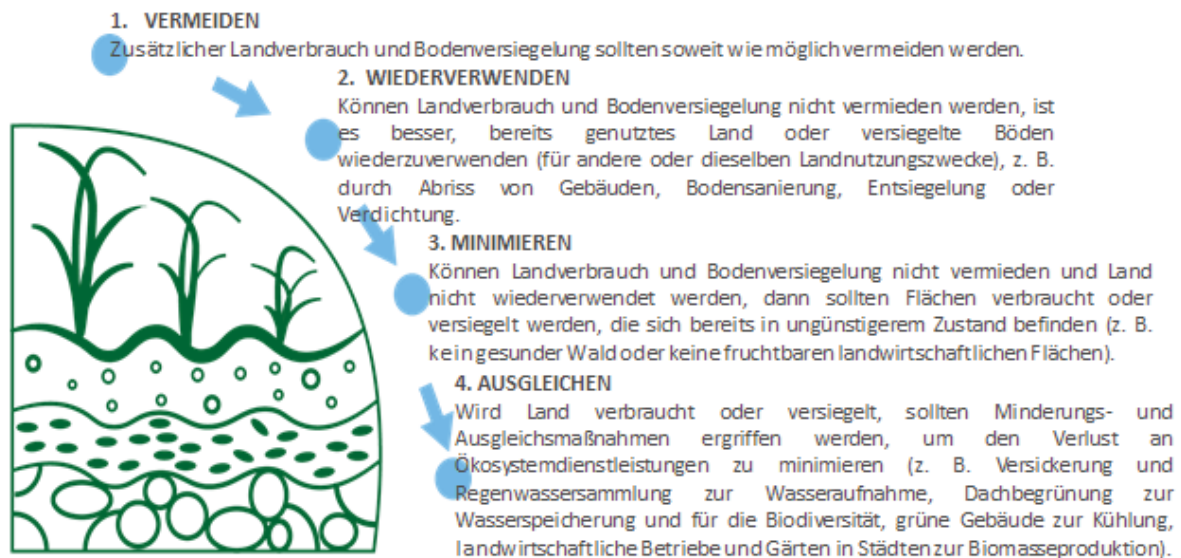 1. VERMEIDEN
Zusätzlicher Landverbrauch und Bodenversiegelung sollten soweit wie möglich vermeiden werden.
2. WIEDERVERWENDEN
Können Landverbrauch und Bodenversiegelung nicht vermieden werden, ist
es besser, bereits genutztes Land oder versiegelte Böden
wiederzuverwenden (für andere oder dieselben Landnutzungszwecke), z. B.
durch Abriss von Gebäuden, Bodensanierung, Entsiegelung oder
Verdichtung.
3. MINIMIEREN
Können Landverbrauch und Bodenversiegelung nicht vermieden und Land
nicht wiederverwendet werden, dann sollten Flächen verbraucht oder
versiegelt werden, die sich bereits in ungünstigerem Zustand befinden (z. B.
kein gesunder Wald oder keine fruchtbaren landwirtschaftlichen Flächen).
4. AUSGLEICHEN
Wird Land verbraucht oder versiegelt, sollten Minderungs- und
Ausgleichsmaßnahmen ergriffen werden, um den Verlust an
Ökosystemdienstleistungen zu minimieren (z. B. Versickerung und
Regenwassersammlung zur Wasseraufnahme, Dachbegrünung zur
Wasserspeicherung und für die Biodiversität, grüne Gebäude zur Kühlung,
landwirtschaftliche Betriebe und Gärten in Städten zur Biomasseproduktion).